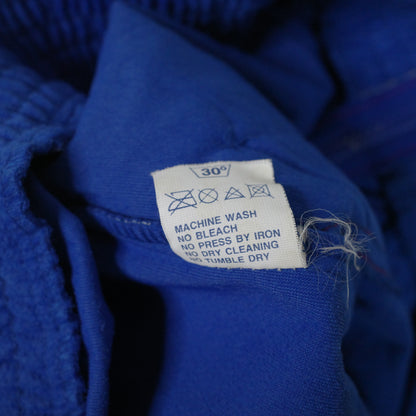 30°
MACHINE WASH
NO BLEACH
NO PRESS BY IRON
NO DRY CLEANING
NO TUMBLE DRY